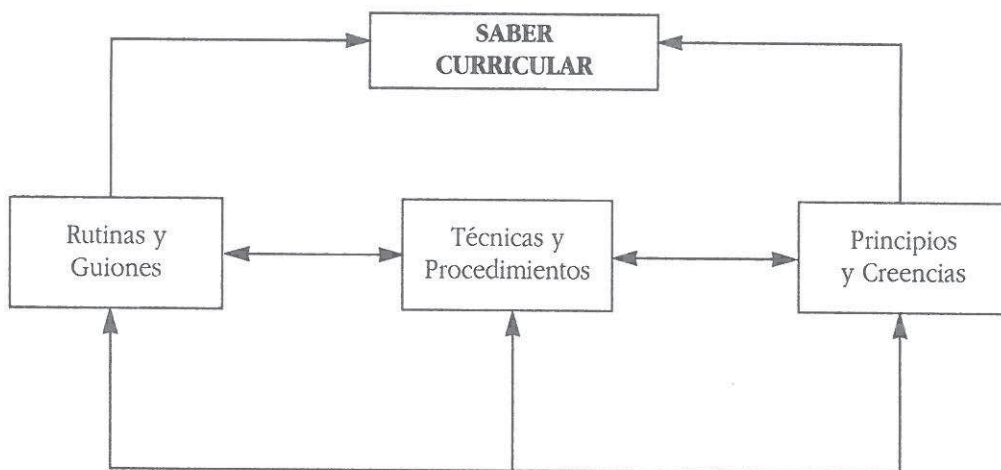 SABER
CURRICULAR
Rutinas y
Guiones
Técnicas y
Procedimientos
Principios
y Creencias